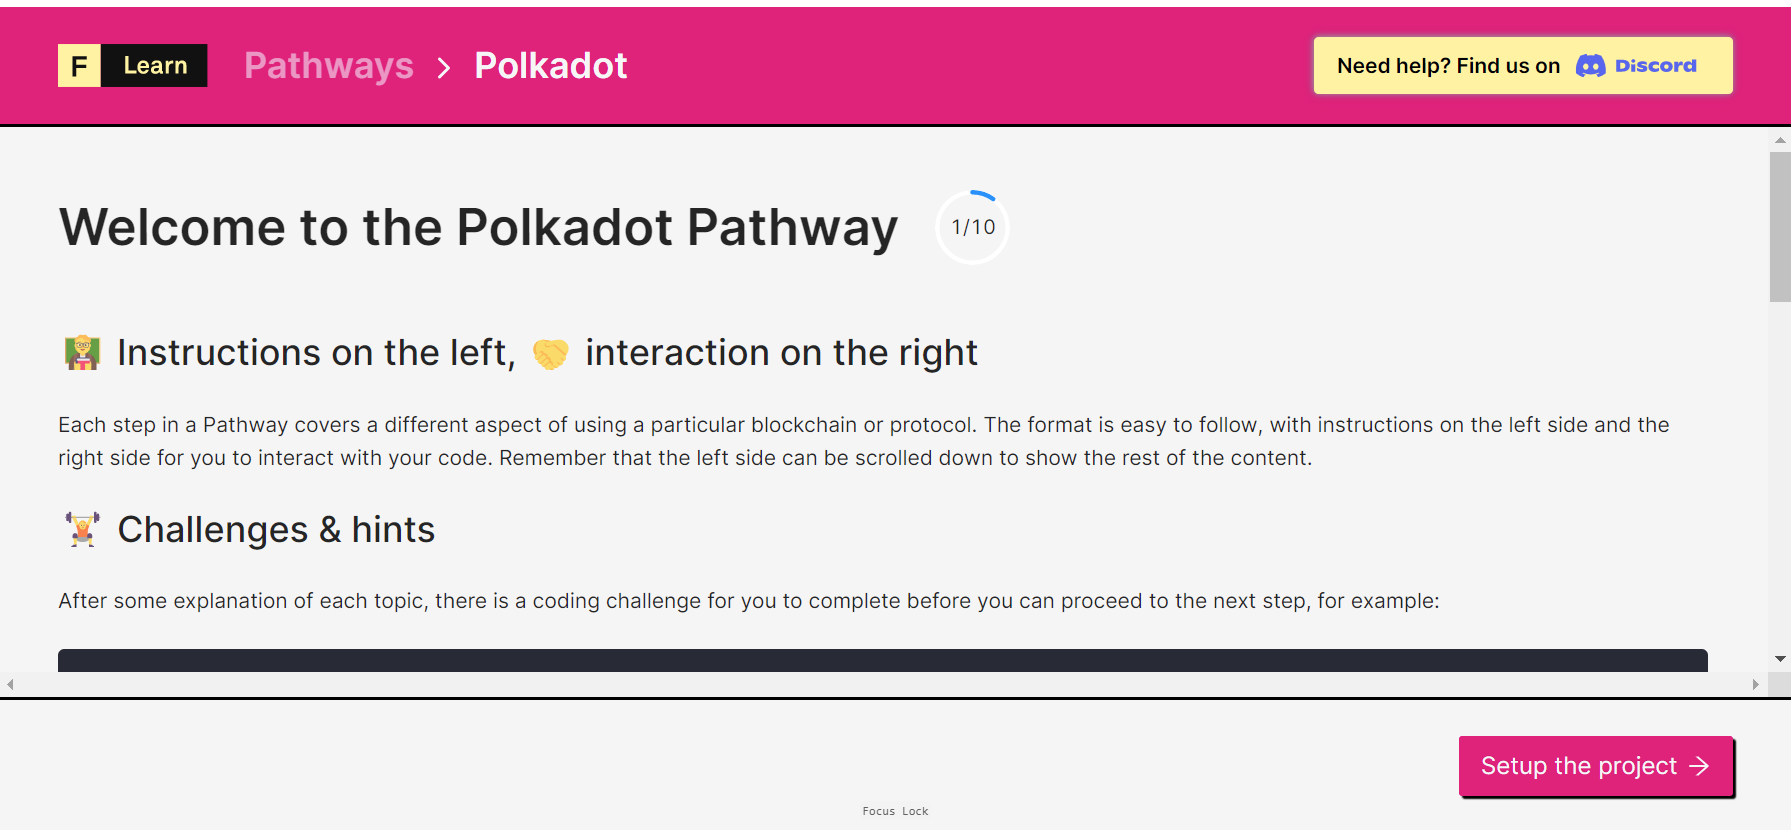 F Learn Pathways > Polkadot Need help? Find us on Discord
Welcome to the Polkadot Pathway 1/10
Instructions on the left, interaction on the right
Each step in a Pathway covers a different aspect of using a particular blockchain or protocol. The format is easy to follow, with instructions on the left side and the
right side for you to interact with your code. Remember that the left side can be scrolled down to show the rest of the content.
Challenges & hints
After some explanation of each topic, there is a coding challenge for you to complete before you can proceed to the next step, for example:
Setup the project →
Focus Lock